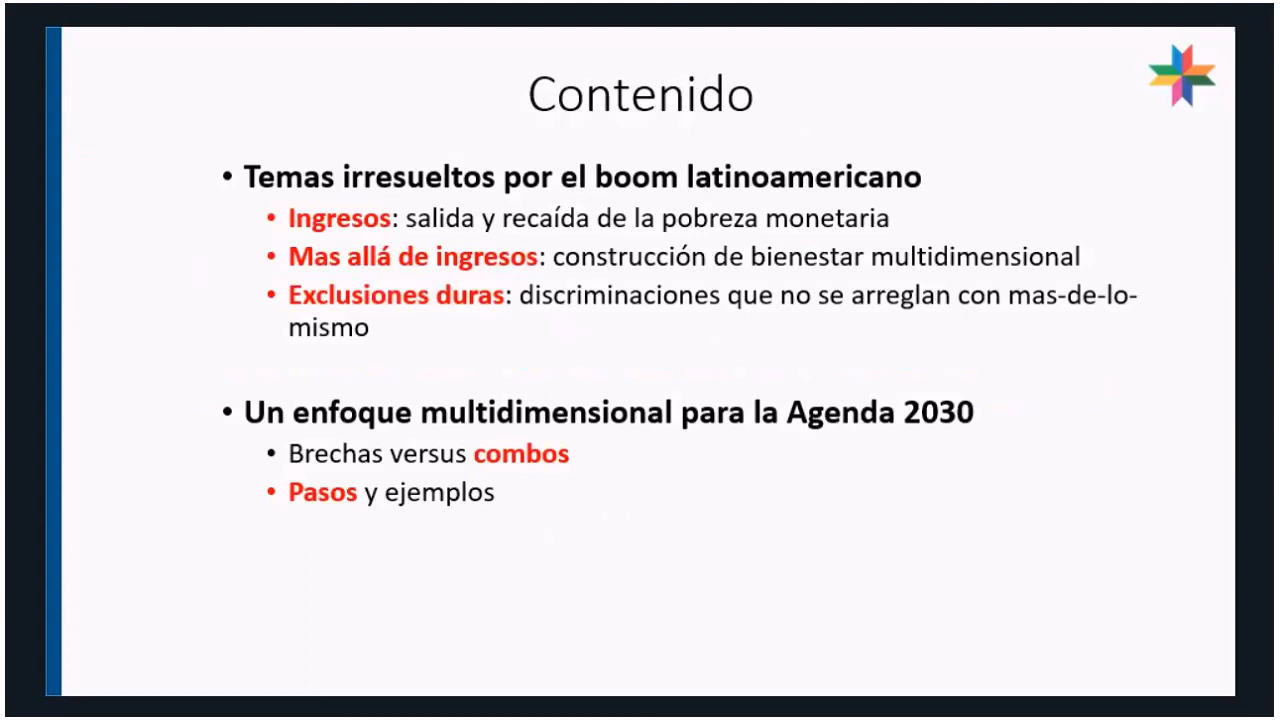 Contenido
• Temas irresueltos por el boom latinoamericano
• Ingresos: salida y recaída de la pobreza monetaria
• Mas allá de ingresos: construcción de bienestar multidimensional
• Exclusiones duras: discriminaciones que no se arreglan con mas-de-lo-
mismo
• Un enfoque multidimensional para la Agenda 2030
• Brechas versus combos
• Pasos y ejemplos